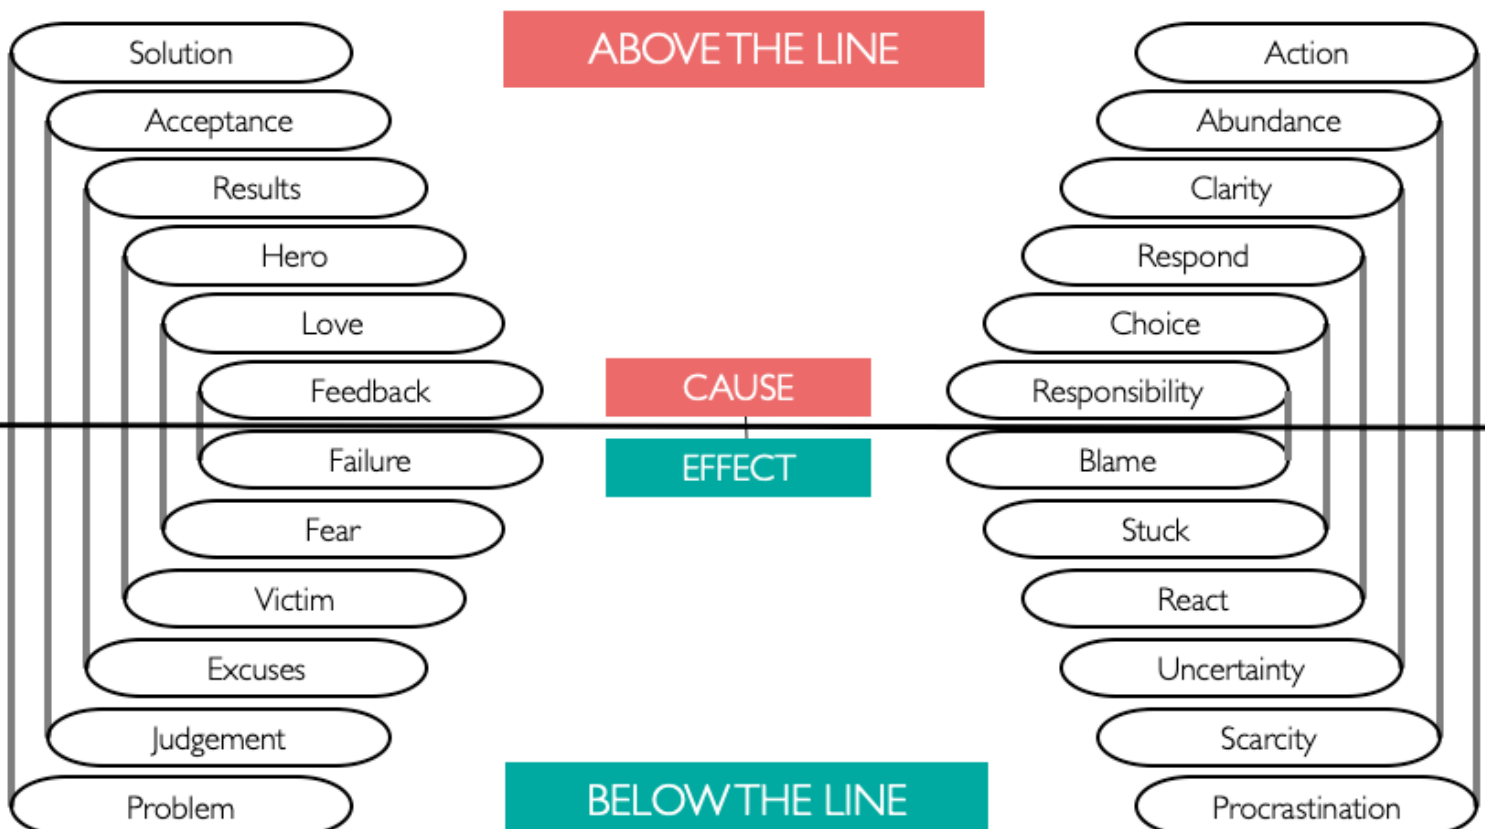 Solution
ABOVE THE LINE
Action
Acceptance
Abundance
Results
Clarity
Hero
Respond
Love
Choice
Feedback
CAUSE
Responsibility
Failure
EFFECT
Blame
Fear
Stuck
Victim
React
Excuses
Uncertainty
Judgement
Scarcity
Problem
BELOW THE LINE
Procrastination